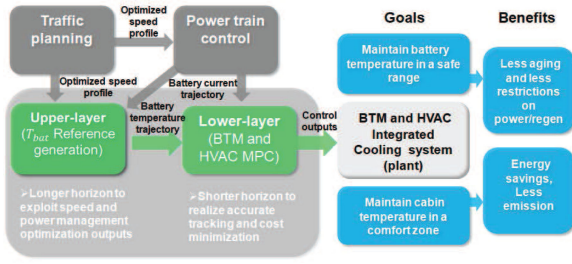 Traffic
planning
Optimized
speed
profile
Power train
control
Optimized speed
profile
Battery current
trajectory
Upper-layer
(T_bat Reference
generation)
Battery
temperature
trajectory
Lower-layer
(BTM and
HVAC MPC)
Control
outputs
➢Longer horizon to
exploit speed and
power management
optimization outputs
➢Shorter horizon to
realize accurate
tracking and cost
minimization
Goals
Maintain battery
temperature in a safe
range
BTM and HVAC
Integrated
Cooling system
(plant)
Maintain cabin
temperature in a
comfort zone
Benefits
Less aging
and less
restrictions
on
power/regen
Energy
savings,
Less
emission